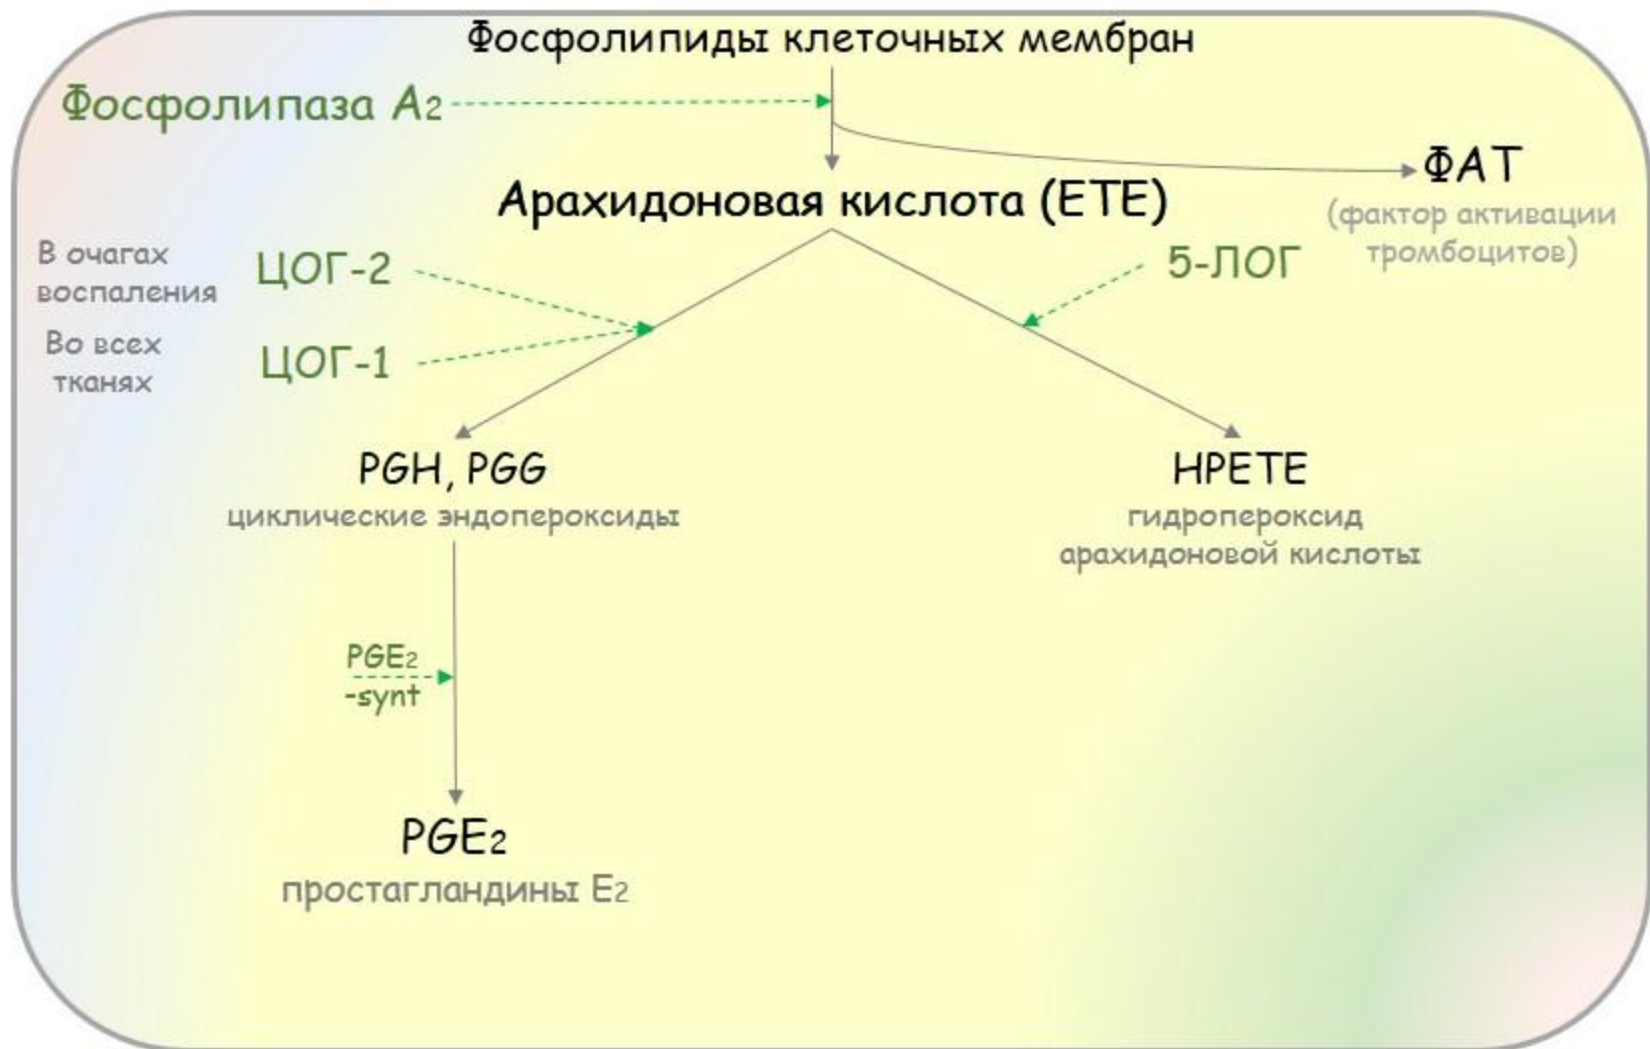 Фосфолипиды клеточных мембран
Фосфолипаза А2
ФАТ
(фактор активации
тромбоцитов)
Арахидоновая кислота (ETE)
В очагах
воспаления
ЦОГ-2
5-ЛОГ
Во всех
тканях
ЦОГ-1
PGH, PGG
циклические эндопероксиды
HPETE
гидропероксид
арахидоновой кислоты
PGE2
-synt
PGE2
простагландины Е2